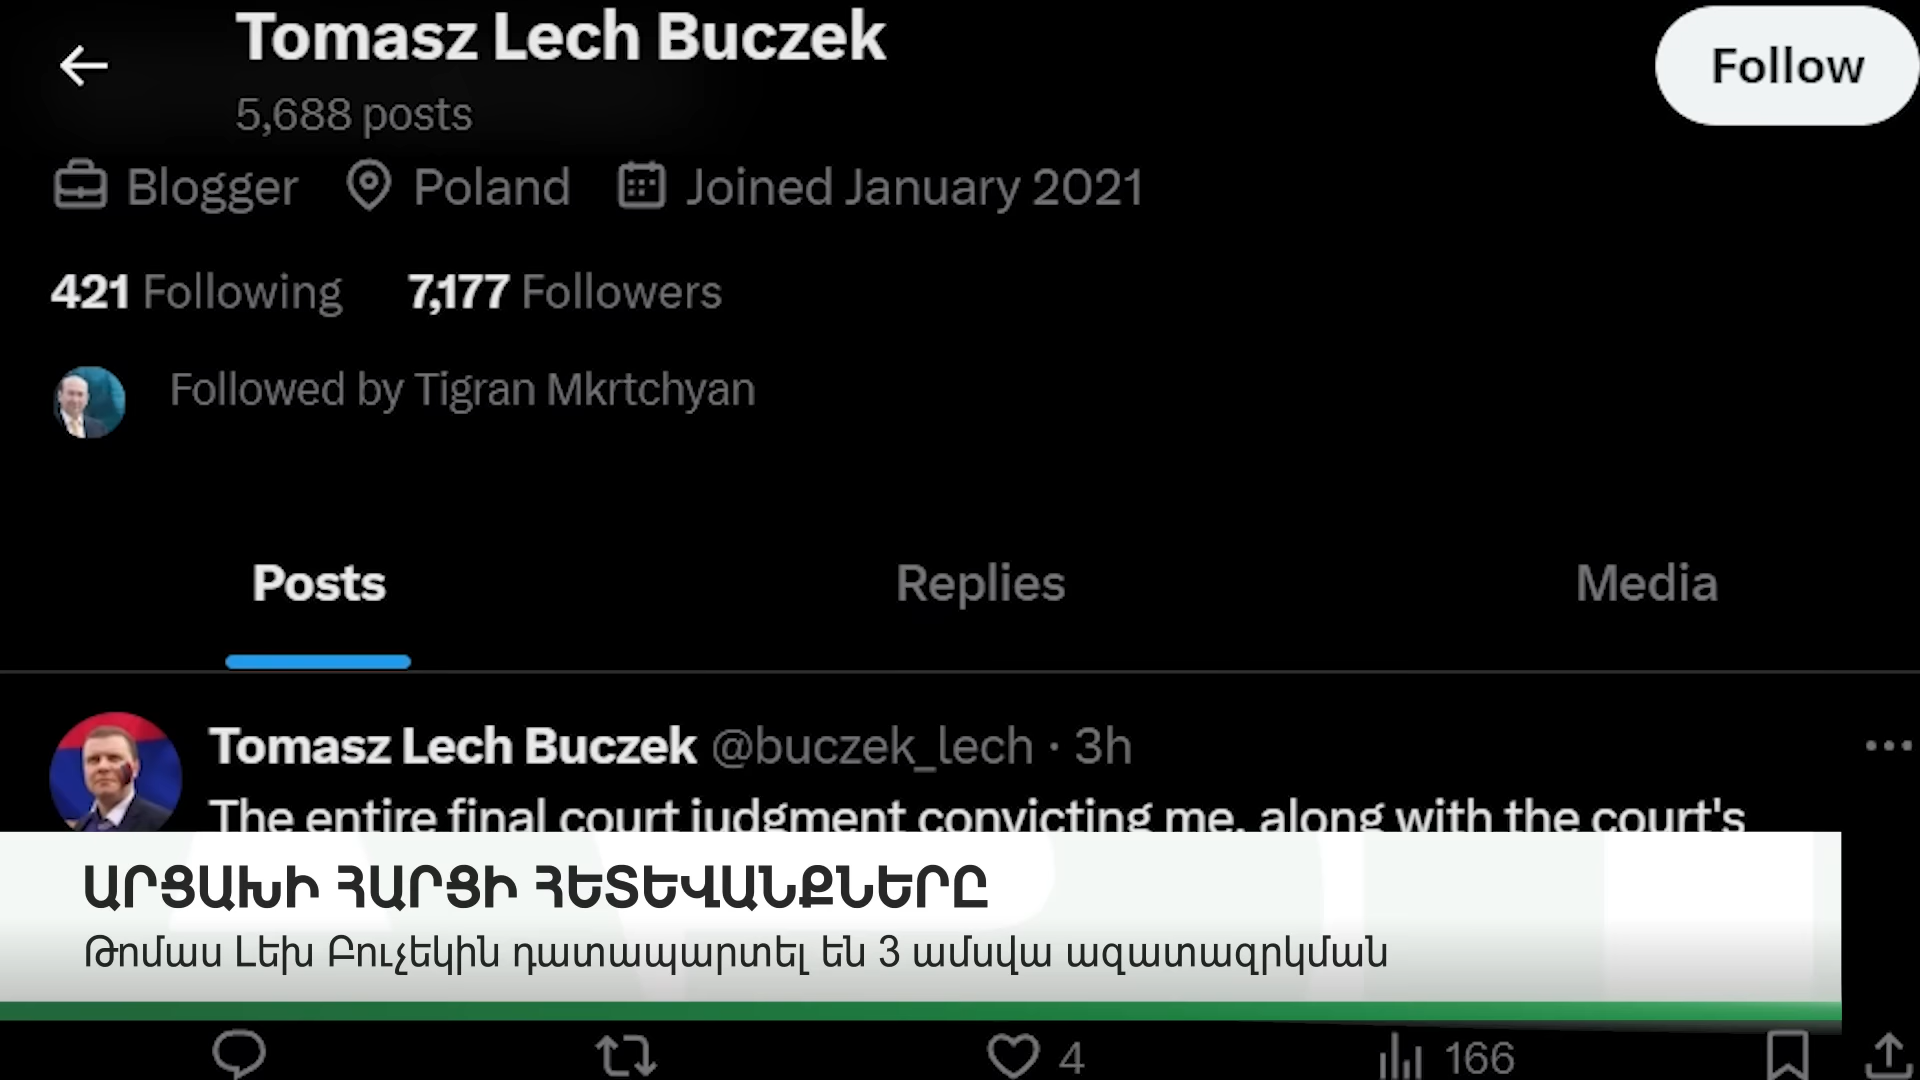 Tomasz Lech Buczek
Follow
5,688 posts
Blogger Poland Joined January 2021
421 Following 7,177 Followers
Followed by Tigran Mkrtchyan
Posts Replies Media
Tomasz Lech Buczek @buczek_lech · 3h
The entire final court judgment convicting me, along with the court's
ԱՐՑԱԽԻ ՀԱՐՑԻ ՀԵՏԵՎԱՆՔՆԵՐԸ
Թոմաս Լեխ Բուչեկին դատապարտել են 3 ամսվա ազատազրկման
4 166